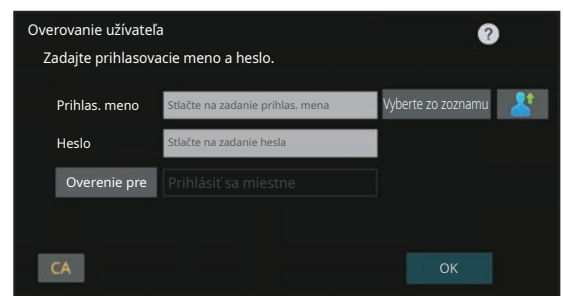 Overovanie užívateľa
?
Zadajte prihlasovacie meno a heslo.
Prihlas. meno Stlačte na zadanie prihlas. mena Vyberte zo zoznamu
Heslo Stlačte na zadanie hesla
Overenie pre Prihlásiť sa miestne
CA OK